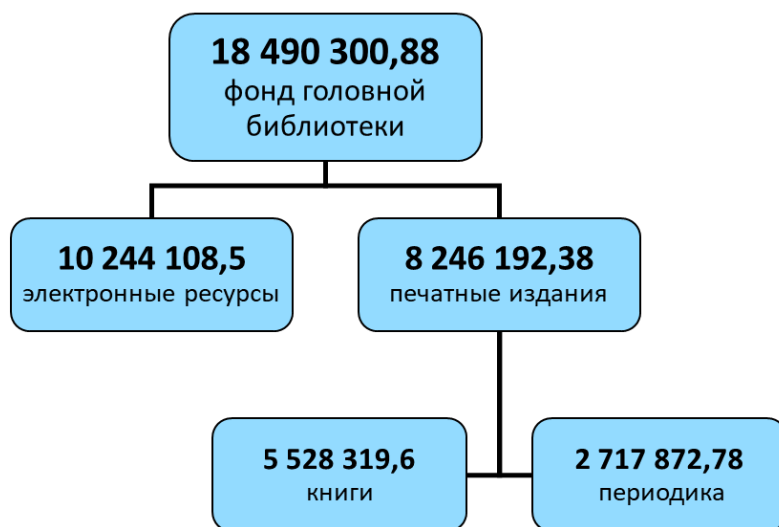 18 490 300,88
фонд головной
библиотеки
10 244 108,5
электронные ресурсы
8 246 192,38
печатные издания
5 528 319,6
книги
2 717 872,78
периодика